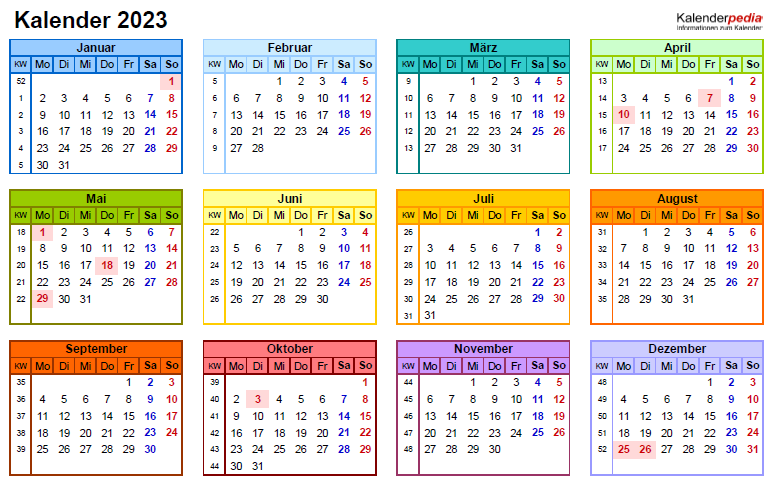 Kalender 2023
Kalenderpedia
Informationen zum Kalender
Januar
KW Mo Di Mi Do Fr Sa So
52 1
1 2 3 4 5 6 7 8
2 9 10 11 12 13 14 15
3 16 17 18 19 20 21 22
4 23 24 25 26 27 28 29
5 30 31
Februar
KW Mo Di Mi Do Fr Sa So
5 1 2 3 4 5
6 6 7 8 9 10 11 12
7 13 14 15 16 17 18 19
8 20 21 22 23 24 25 26
9 27 28
März
KW Mo Di Mi Do Fr Sa So
9 1 2 3 4 5
10 6 7 8 9 10 11 12
11 13 14 15 16 17 18 19
12 20 21 22 23 24 25 26
13 27 28 29 30 31
April
KW Mo Di Mi Do Fr Sa So
13 1 2
14 3 4 5 6 7 8 9
15 10 11 12 13 14 15 16
16 17 18 19 20 21 22 23
17 24 25 26 27 28 29 30
Mai
KW Mo Di Mi Do Fr Sa So
18 1 2 3 4 5 6 7
19 8 9 10 11 12 13 14
20 15 16 17 18 19 20 21
21 22 23 24 25 26 27 28
22 29 30 31
Juni
KW Mo Di Mi Do Fr Sa So
22 1 2 3 4
23 5 6 7 8 9 10 11
24 12 13 14 15 16 17 18
25 19 20 21 22 23 24 25
26 26 27 28 29 30
Juli
KW Mo Di Mi Do Fr Sa So
26 1 2
27 3 4 5 6 7 8 9
28 10 11 12 13 14 15 16
29 17 18 19 20 21 22 23
30 24 25 26 27 28 29 30
31 31
August
KW Mo Di Mi Do Fr Sa So
31 1 2 3 4 5 6
32 7 8 9 10 11 12 13
33 14 15 16 17 18 19 20
34 21 22 23 24 25 26 27
35 28 29 30 31
September
KW Mo Di Mi Do Fr Sa So
35 1 2 3
36 4 5 6 7 8 9 10
37 11 12 13 14 15 16 17
38 18 19 20 21 22 23 24
39 25 26 27 28 29 30
Oktober
KW Mo Di Mi Do Fr Sa So
39 1
40 2 3 4 5 6 7 8
41 9 10 11 12 13 14 15
42 16 17 18 19 20 21 22
43 23 24 25 26 27 28 29
44 30 31
November
KW Mo Di Mi Do Fr Sa So
44 1 2 3 4 5
45 6 7 8 9 10 11 12
46 13 14 15 16 17 18 19
47 20 21 22 23 24 25 26
48 27 28 29 30
Dezember
KW Mo Di Mi Do Fr Sa So
48 1 2 3
49 4 5 6 7 8 9 10
50 11 12 13 14 15 16 17
51 18 19 20 21 22 23 24
52 25 26 27 28 29 30 31